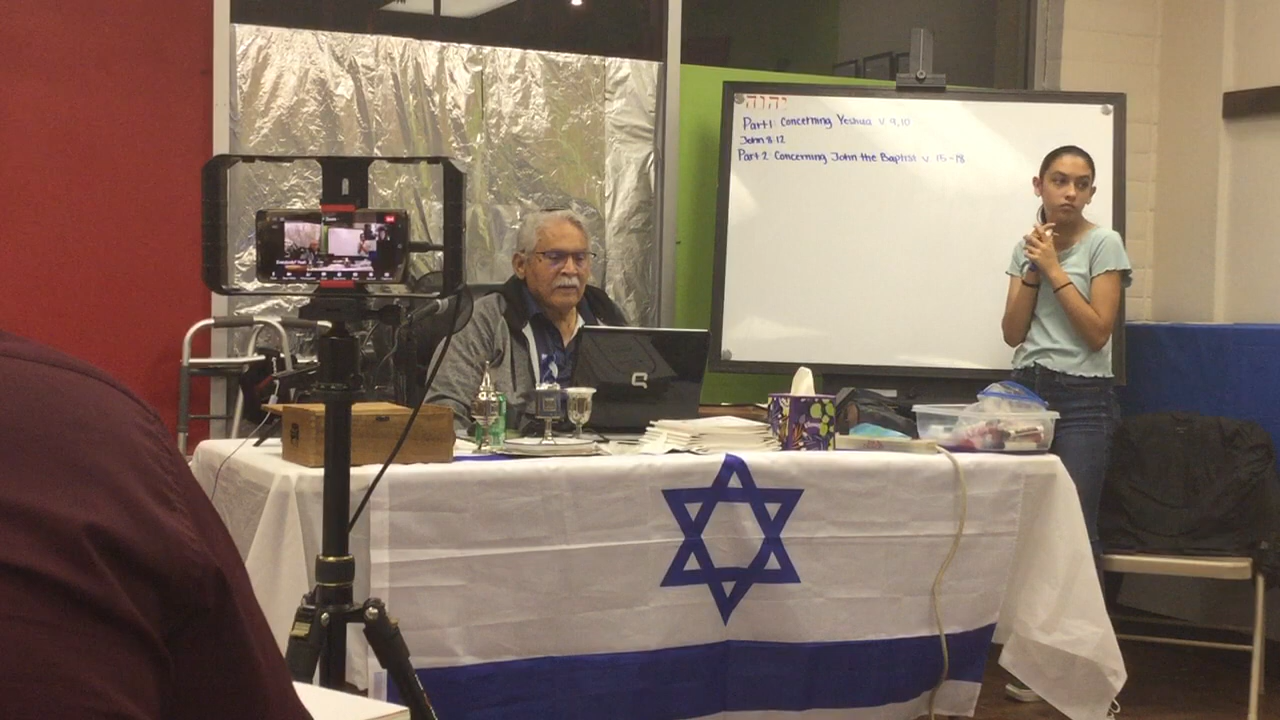 יהוה
Part 1: Concerning Yeshua v. 9,10
John 8:12
Part 2: Concerning John the Baptist v. 15-18